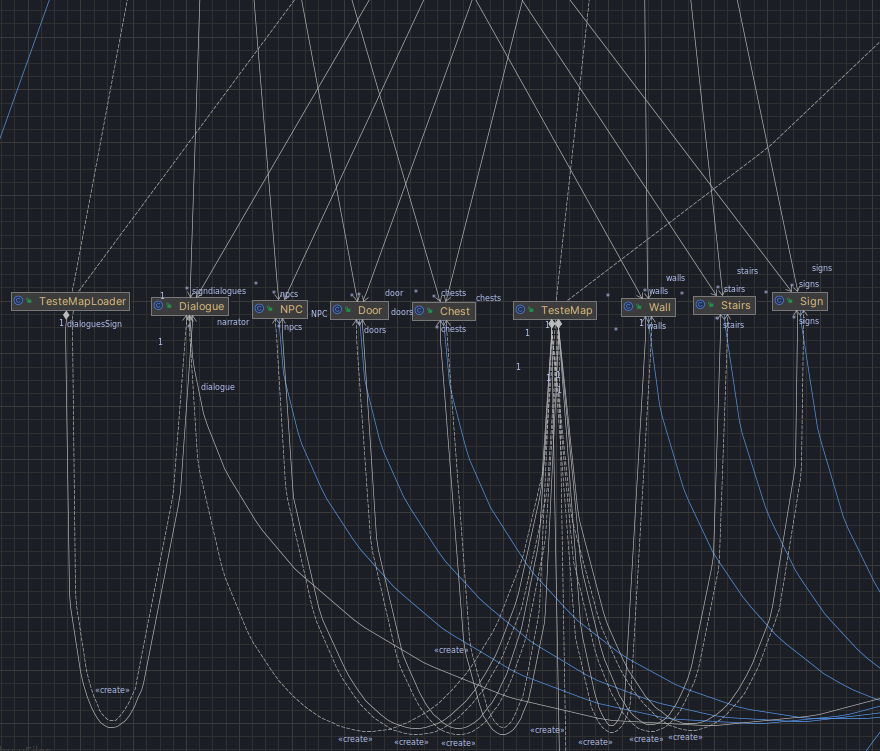 signs
stairs
walls
signs
stairs
walls
door
chests
npcs
signdialogues
1
chests
TesteMapLoader
Dialogue
NPC
Door
Chest
TesteMap
Wall
Stairs
Sign
NPC
doors
1
dialoguesSign
narrator
npcs
doors
chests
1
1
walls
stairs
signs
1
1
1
dialogue
«create»
«create»
«create»
«create»
«create»
«create»
«create»
«create»
«create»